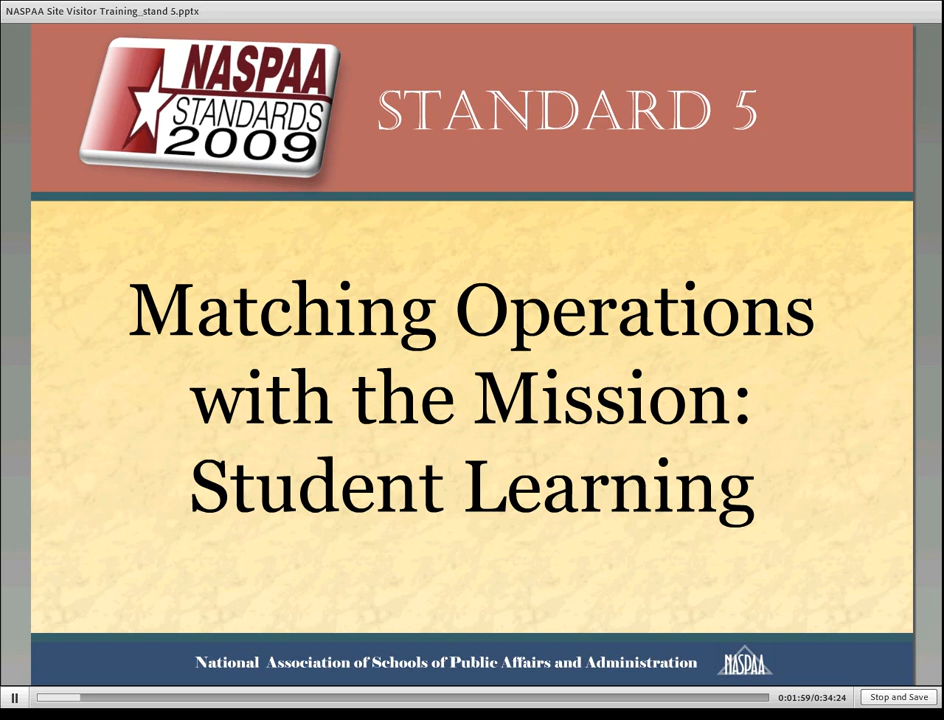 NASPAA Site Visitor Training_stand 5.pptx
NASPAA
STANDARDS
2009
STANDARD 5
Matching Operations
with the Mission:
Student Learning
National Association of Schools of Public Affairs and Administration
NASPAA
0:01:59/0:34:24
Stop and Save